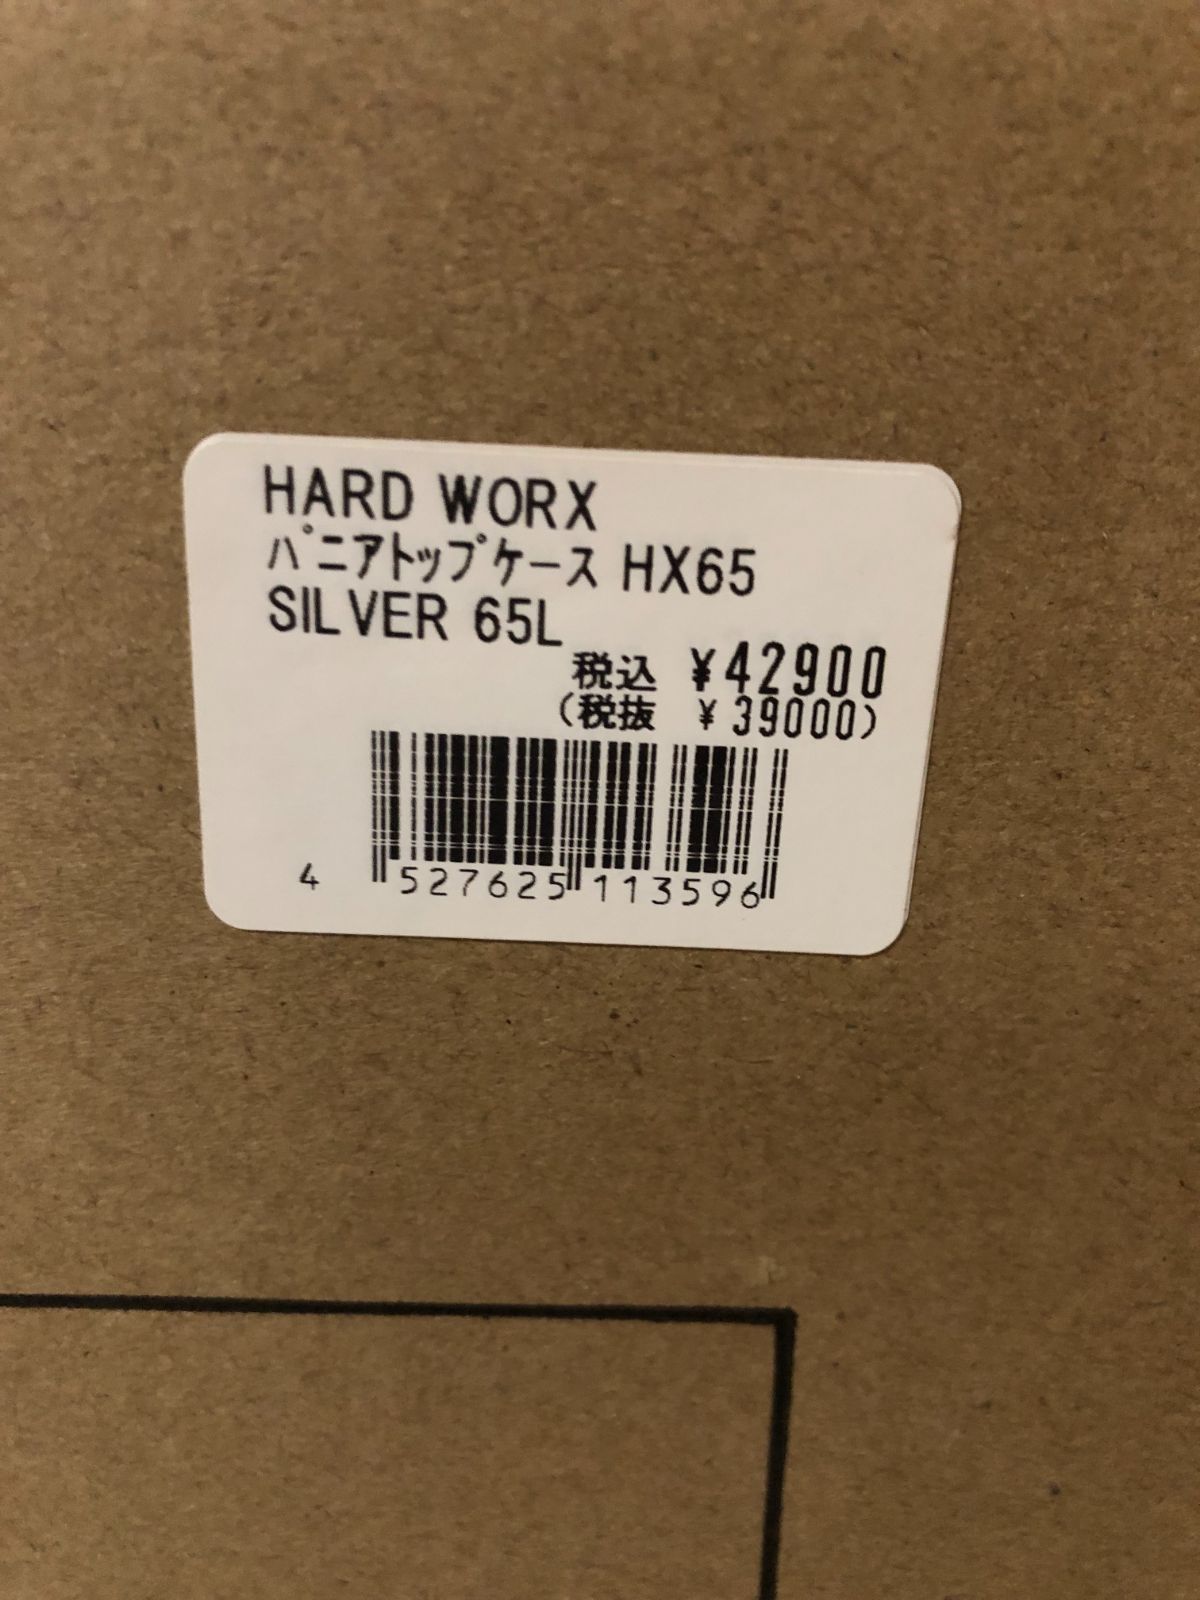 HARD WORX
ﾊﾟﾆｱﾄｯﾌﾟｹｰｽ HX65
SILVER 65L
税込 ¥42900
(税抜 ¥39000)
4 527625 113596